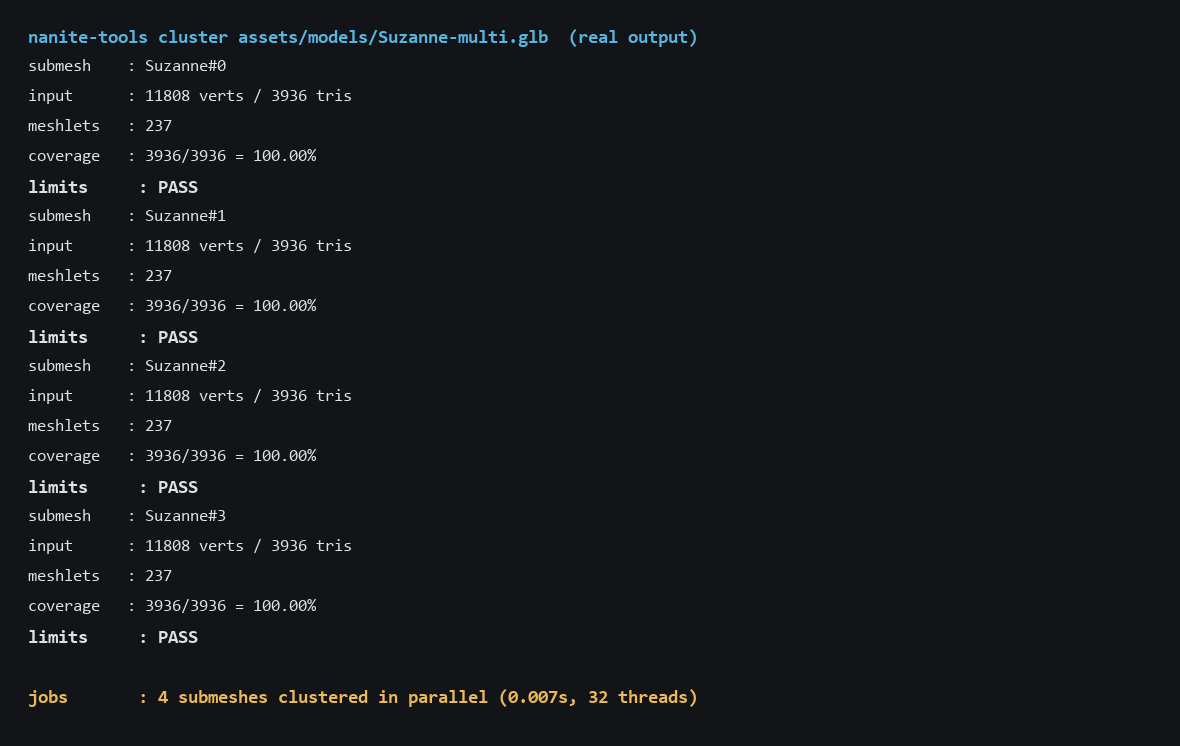 nanite-tools cluster assets/models/Suzanne-multi.glb  (real output)
submesh    : Suzanne#0
input      : 11808 verts / 3936 tris
meshlets   : 237
coverage   : 3936/3936 = 100.00%
limits     : PASS
submesh    : Suzanne#1
input      : 11808 verts / 3936 tris
meshlets   : 237
coverage   : 3936/3936 = 100.00%
limits     : PASS
submesh    : Suzanne#2
input      : 11808 verts / 3936 tris
meshlets   : 237
coverage   : 3936/3936 = 100.00%
limits     : PASS
submesh    : Suzanne#3
input      : 11808 verts / 3936 tris
meshlets   : 237
coverage   : 3936/3936 = 100.00%
limits     : PASS
jobs       : 4 submeshes clustered in parallel (0.007s, 32 threads)